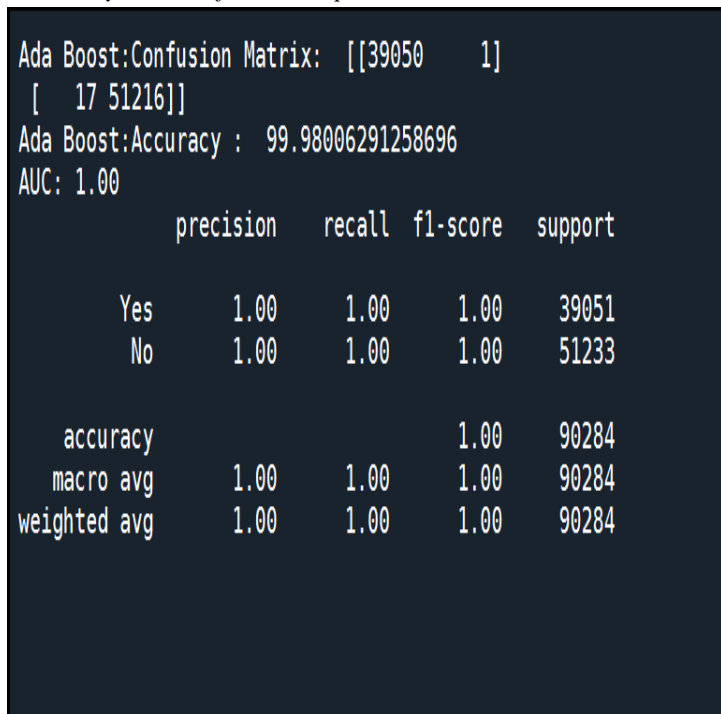 Ada Boost:Confusion Matrix:  [[39050     1]
 [   17 51216]]
Ada Boost:Accuracy :  99.98006291258696
AUC: 1.00
              precision    recall  f1-score   support

         Yes       1.00      1.00      1.00     39051
          No       1.00      1.00      1.00     51233

    accuracy                           1.00     90284
   macro avg       1.00      1.00      1.00     90284
weighted avg       1.00      1.00      1.00     90284